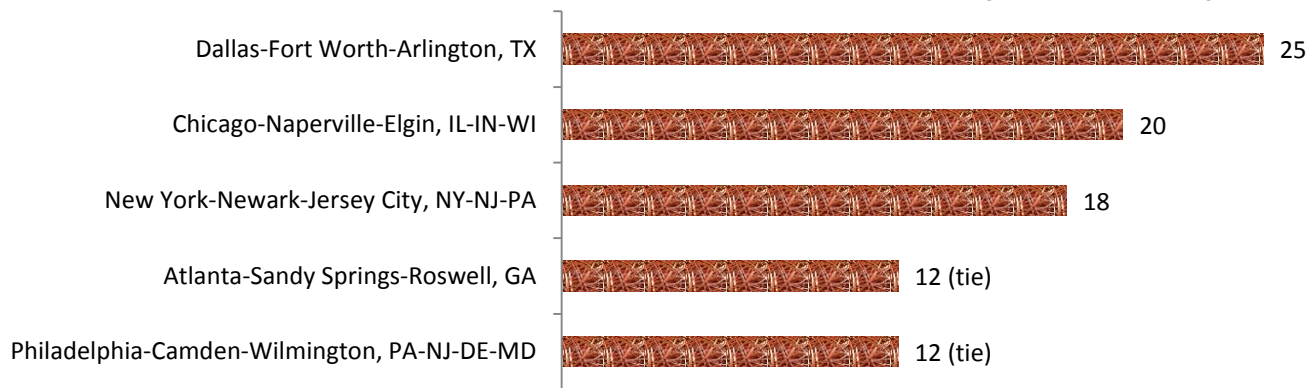 Dallas-Fort Worth-Arlington, TX 25
Chicago-Naperville-Elgin, IL-IN-WI 20
New York-Newark-Jersey City, NY-NJ-PA 18
Atlanta-Sandy Springs-Roswell, GA 12 (tie)
Philadelphia-Camden-Wilmington, PA-NJ-DE-MD 12 (tie)